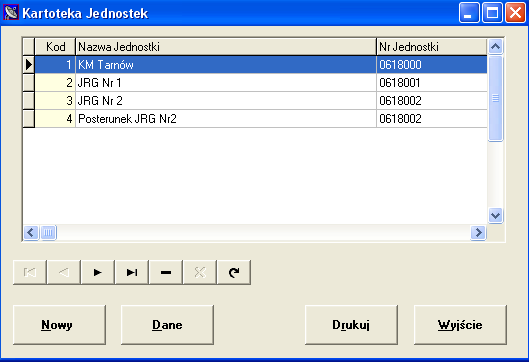 Kartoteka Jednostek
Kod Nazwa Jednostki Nr Jednostki
1 KM Tarnów 0618000
2 JRG Nr 1 0618001
3 JRG Nr 2 0618002
4 Posterunek JRG Nr2 0618002
Nowy Dane Drukuj Wyjście